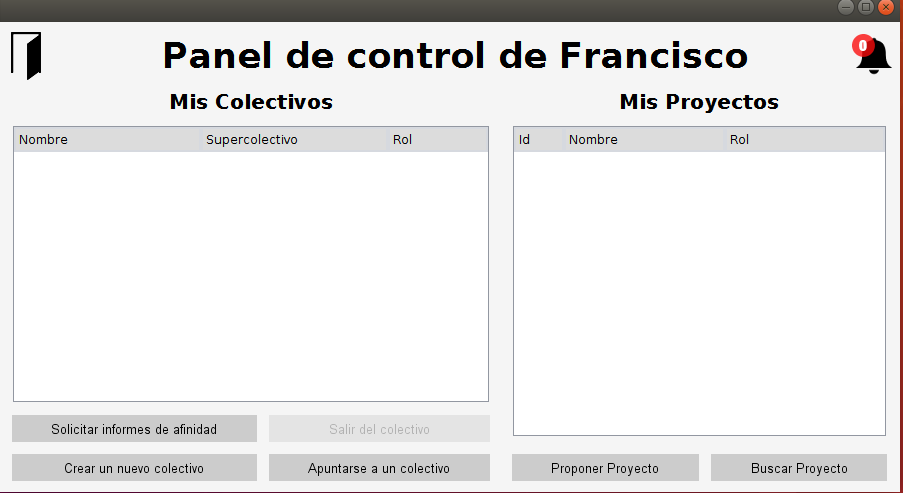 Panel de control de Francisco
0
Mis Colectivos
Mis Proyectos
Nombre Supercolectivo Rol
Id Nombre Rol
Solicitar informes de afinidad
Salir del colectivo
Crear un nuevo colectivo
Apuntarse a un colectivo
Proponer Proyecto
Buscar Proyecto